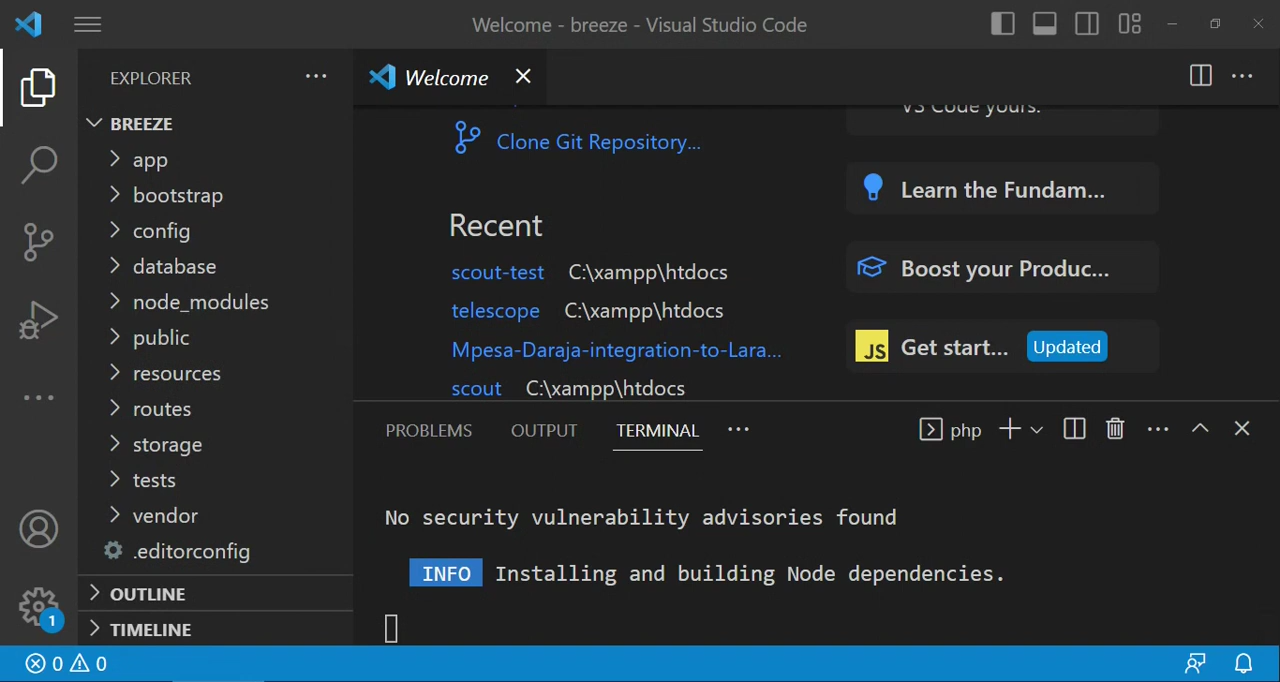 Welcome - breeze - Visual Studio Code
EXPLORER
BREEZE
app
bootstrap
config
database
node_modules
public
resources
routes
storage
tests
vendor
.editorconfig
OUTLINE
TIMELINE
1
0 0
Welcome
Clone Git Repository...
Recent
scout-test C:\xampp\htdocs
telescope C:\xampp\htdocs
Mpesa-Daraja-integration-to-Lara...
scout C:\xampp\htdocs
VS Code yours.
Learn the Fundam...
Boost your Produc...
JS Get start... Updated
PROBLEMS OUTPUT TERMINAL php
No security vulnerability advisories found
INFO Installing and building Node dependencies.